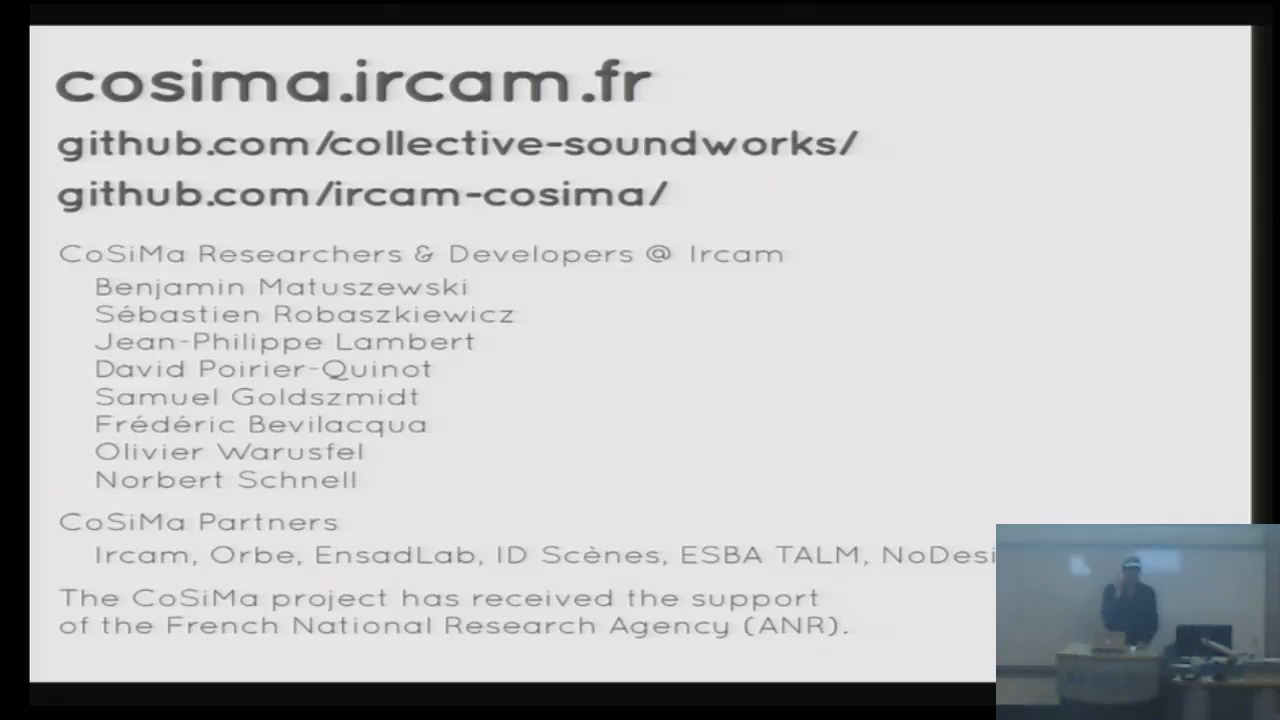 cosima.ircam.fr
github.com/collective-soundworks/
github.com/ircam-cosima/
CoSiMa Researchers & Developers @ Ircam
Benjamin Matuszewski
Sébastien Robaszkiewicz
Jean-Philippe Lambert
David Poirier-Quinot
Samuel Goldszmidt
Frédéric Bevilacqua
Olivier Warusfel
Norbert Schnell
CoSiMa Partners
Ircam, Orbe, EnsadLab, ID Scènes, ESBA TALM, NoDesi
The CoSiMa project has received the support
of the French National Research Agency (ANR).